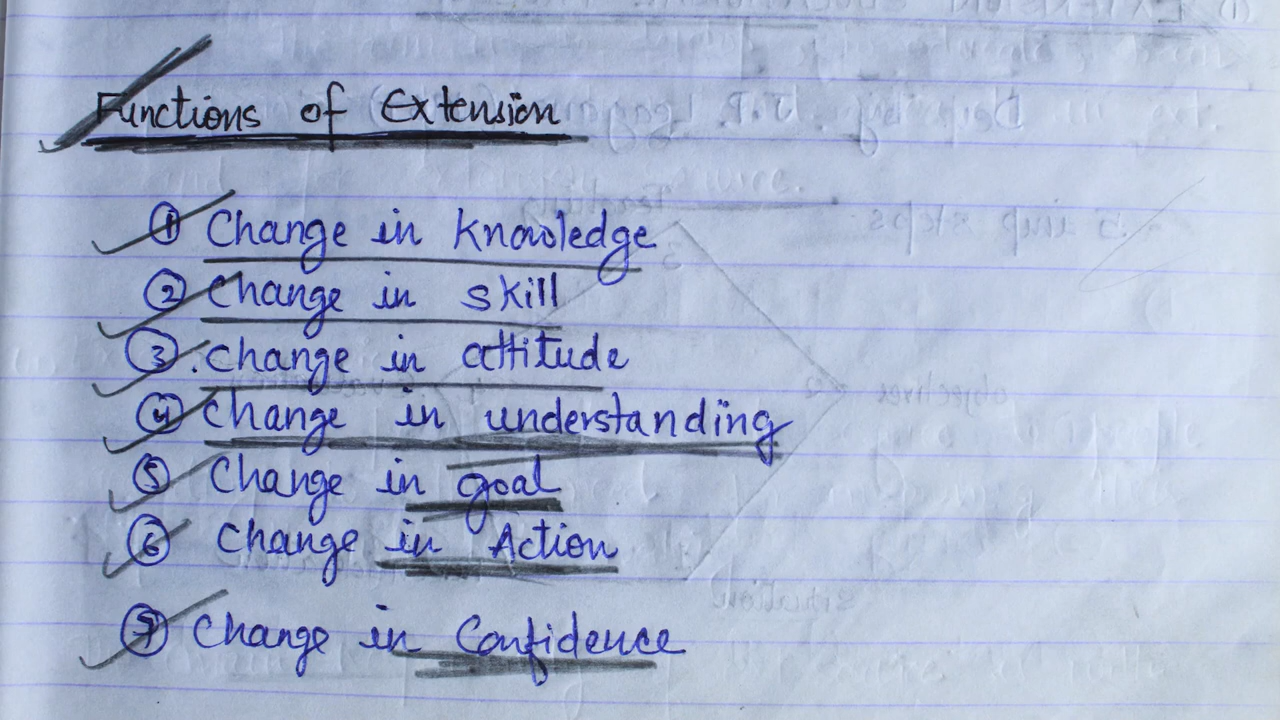 Functions of Extension
① Change in knowledge
② Change in skill
③. Change in attitude
④ Change in understanding
⑤ Change in goal
⑥ Change in Action
⑦ Change in Confidence